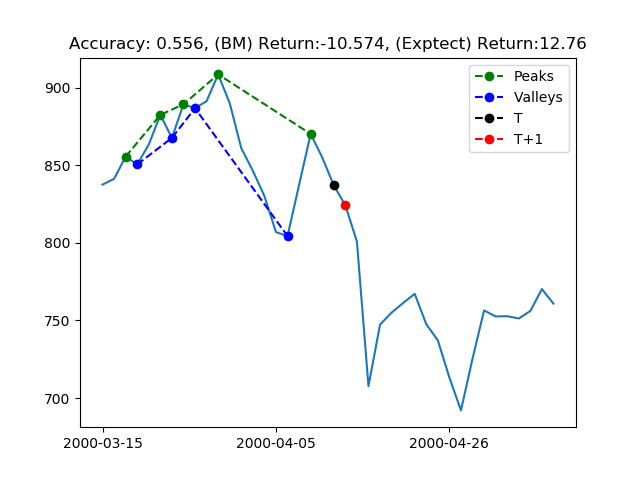 Accuracy: 0.556, (BM) Return:-10.574, (Exptect) Return:12.76
Peaks
Valleys
T
T+1
900
850
800
750
700
2000-03-15
2000-04-05
2000-04-26